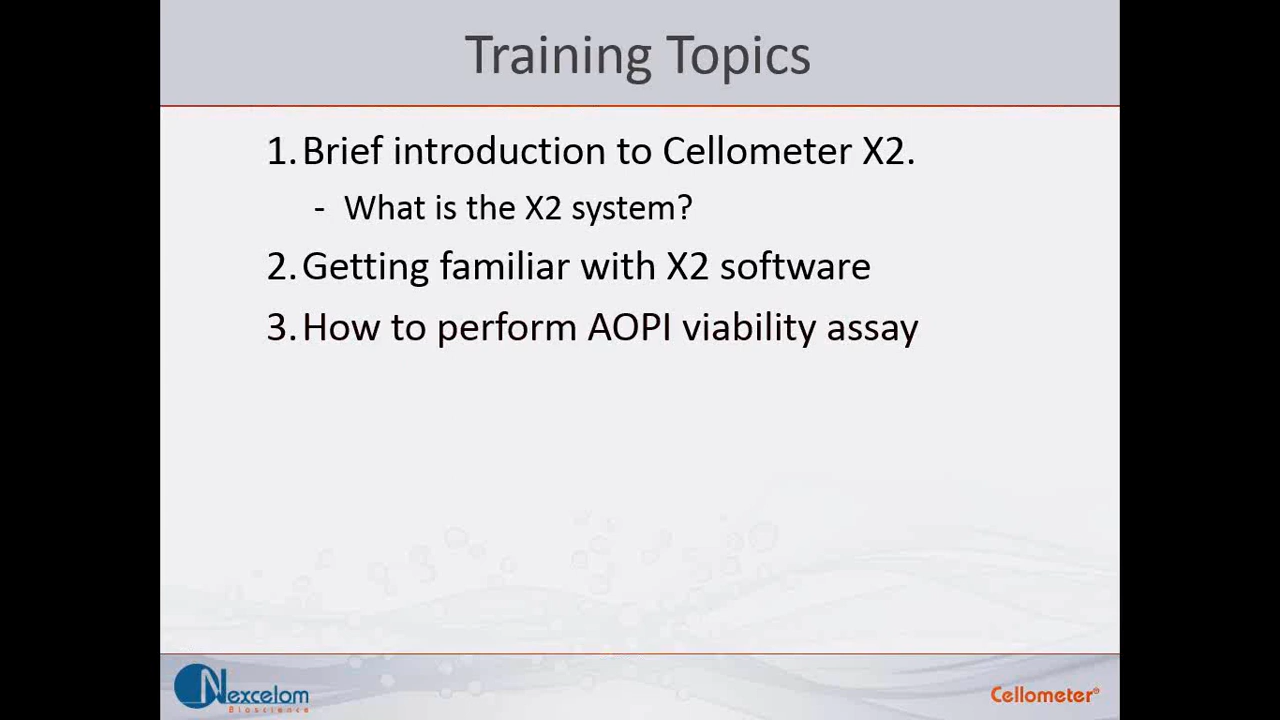 Training Topics
1. Brief introduction to Cellometer X2.
- What is the X2 system?
2. Getting familiar with X2 software
3. How to perform AOPI viability assay
Nexcelom
Bioscience
Cellometer®